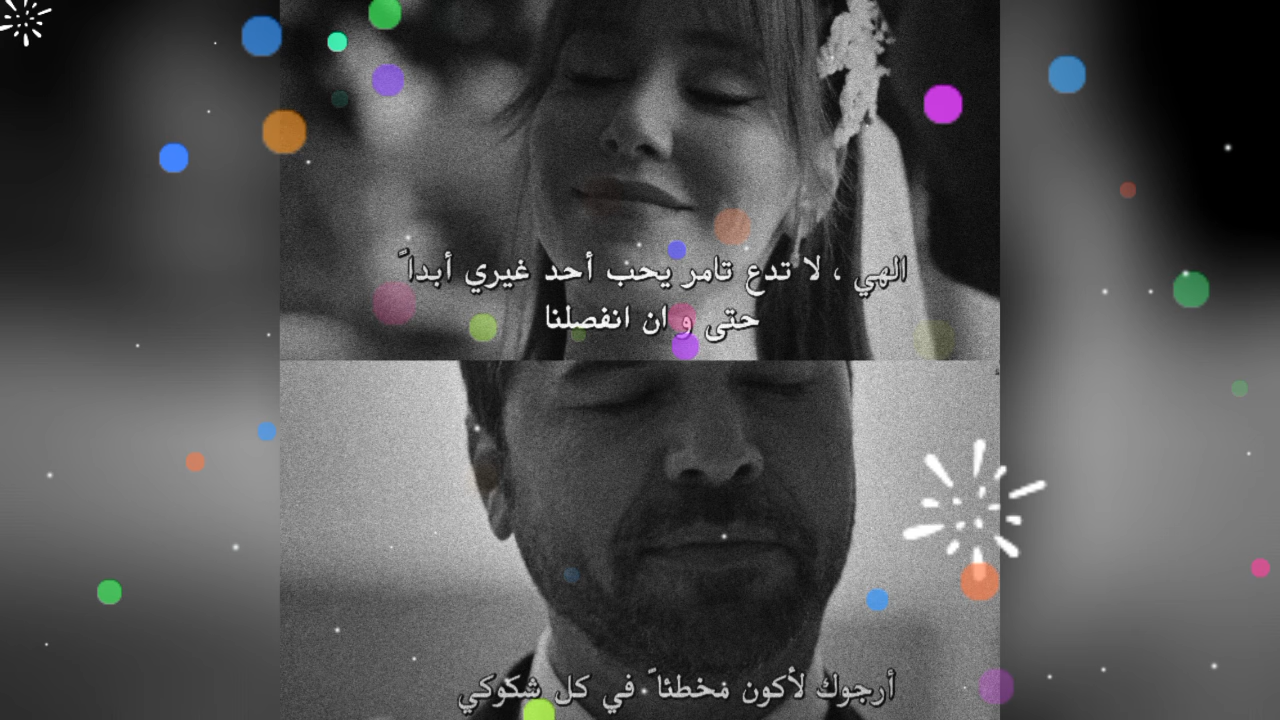 الهي ، لا تدع تامر يحب أحد غيري أبداً
حتى و ان انفصلنا
أرجوك لأكون مخطئاً في كل شكوكي